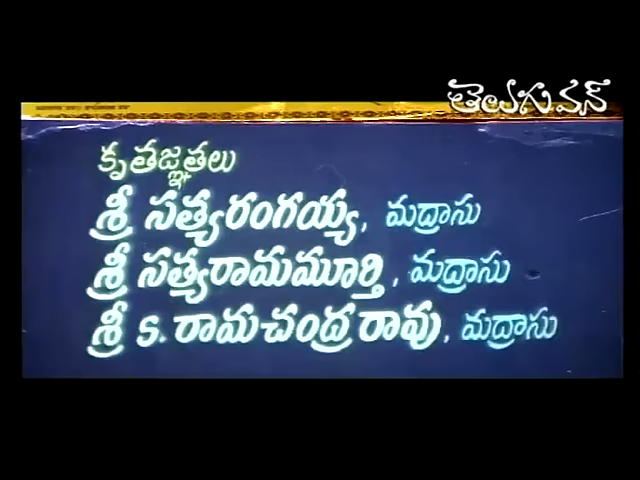 తెలుగువన్
కృతజ్ఞతలు
శ్రీ సత్యరంగయ్య, మద్రాసు
శ్రీ సత్యరామమూర్తి, మద్రాసు
శ్రీ S. రామచంద్రరావు, మద్రాసు